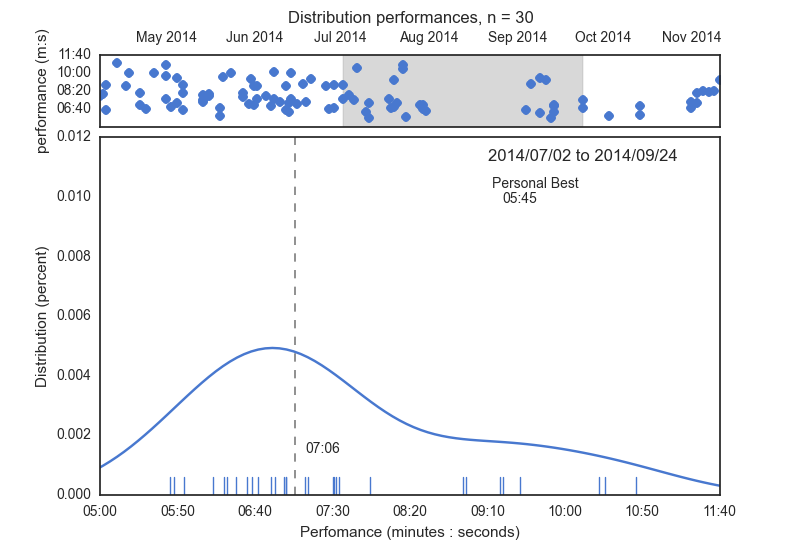 Distribution performances, n = 30
May 2014 Jun 2014 Jul 2014 Aug 2014 Sep 2014 Oct 2014 Nov 2014
performance (m:s)
11:40
10:00
08:20
06:40
0.012
2014/07/02 to 2014/09/24
Personal Best
05:45
0.010
0.008
0.006
0.004
0.002
0.000
Distribution (percent)
07:06
05:00 05:50 06:40 07:30 08:20 09:10 10:00 10:50 11:40
Perfomance (minutes : seconds)